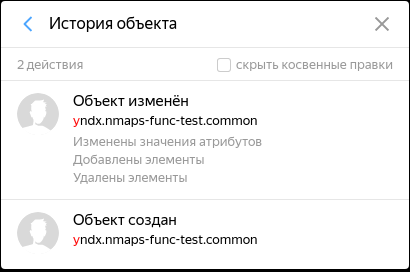 История объекта
2 действия
скрыть косвенные правки
Объект изменён
yndx.nmaps-func-test.common
Изменены значения атрибутов
Добавлены элементы
Удалены элементы
Объект создан
yndx.nmaps-func-test.common